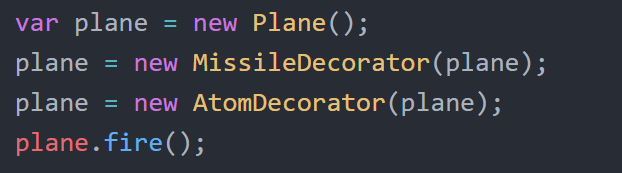 var plane = new Plane();
plane = new MissileDecorator(plane);
plane = new AtomDecorator(plane);
plane.fire();